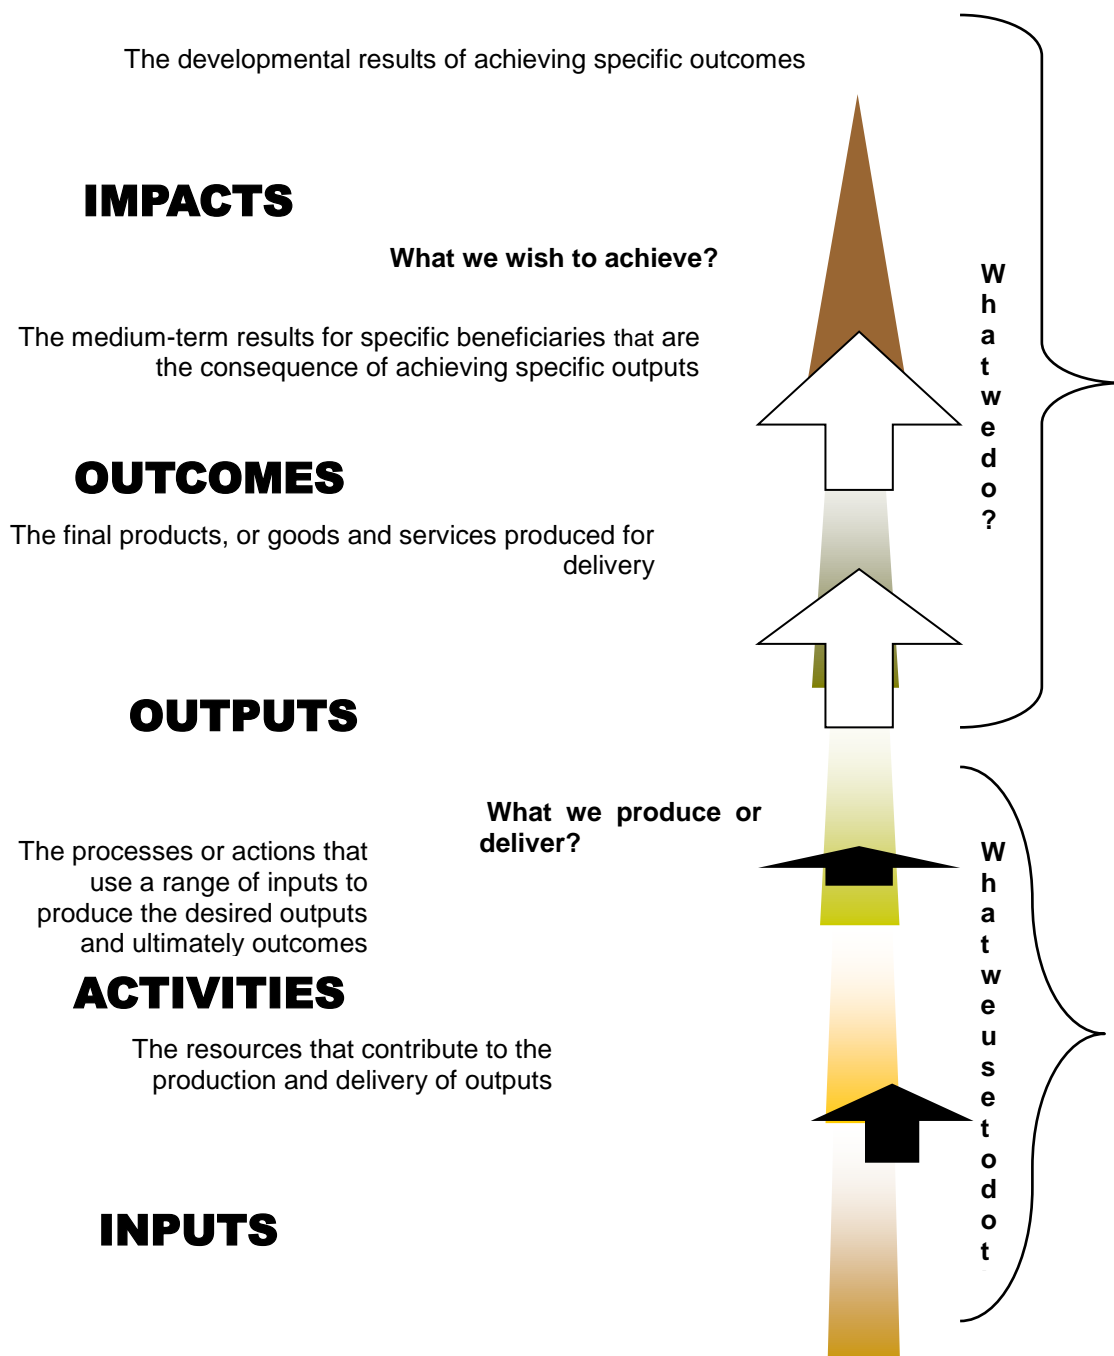 The developmental results of achieving specific outcomes
IMPACTS
What we wish to achieve?
The medium-term results for specific beneficiaries that are
the consequence of achieving specific outputs
OUTCOMES
The final products, or goods and services produced for
delivery
OUTPUTS
What we produce or
deliver?
The processes or actions that
use a range of inputs to
produce the desired outputs
and ultimately outcomes
ACTIVITIES
The resources that contribute to the
production and delivery of outputs
INPUTS
W
h
a
t
w
e
d
o
?
W
h
a
t
w
e
u
s
e
t
o
d
o
t